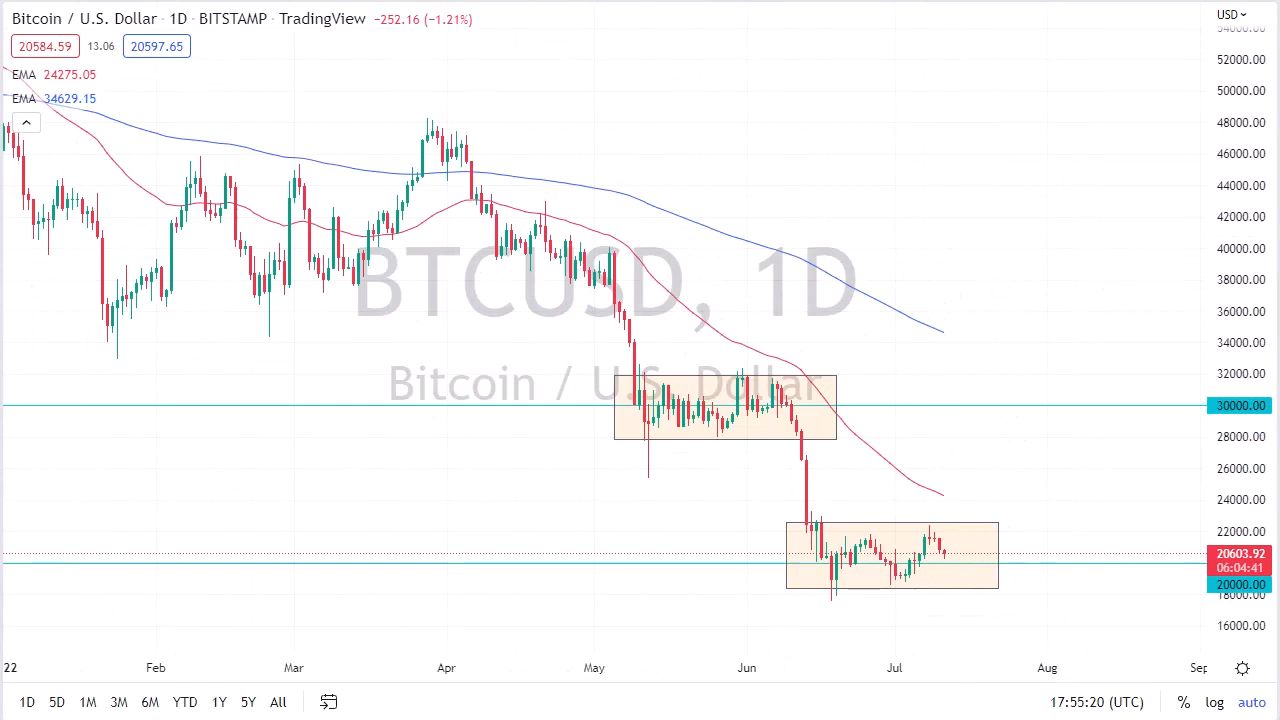 Bitcoin / U.S. Dollar · 1D · BITSTAMP · TradingView −252.16 (−1.21%)
20584.59 13.06 20597.65
EMA 24275.05
EMA 34629.15
USD
54000.00
52000.00
50000.00
48000.00
46000.00
44000.00
42000.00
40000.00
38000.00
36000.00
34000.00
32000.00
30000.00
28000.00
26000.00
24000.00
22000.00
20603.92
06:04:41
20000.00
18000.00
16000.00
BTCUSD, 1D
Bitcoin / U.S. Dollar
22 Feb Mar Apr May Jun Jul Aug Sep
1D 5D 1M 3M 6M YTD 1Y 5Y All 17:55:20 (UTC) % log auto